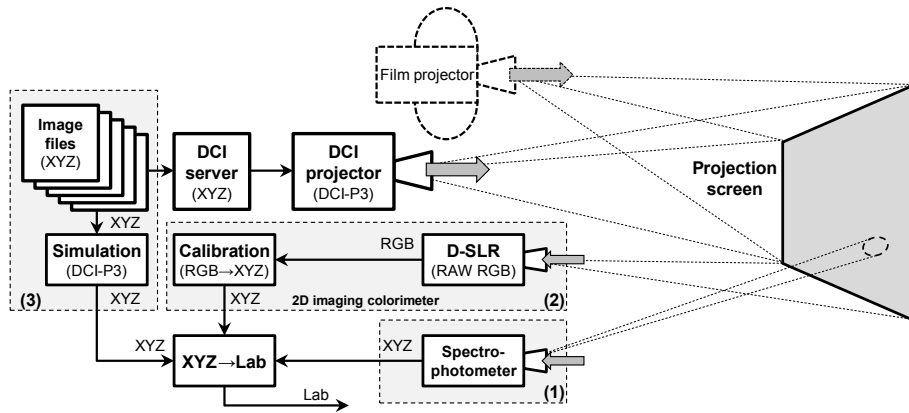 Film projector
Image
files
(XYZ)
DCI
server
(XYZ)
DCI
projector
(DCI-P3)
Projection
screen
XYZ
Simulation
(DCI-P3)
XYZ
(3)
Calibration
(RGB→XYZ)
RGB
D-SLR
(RAW RGB)
XYZ
2D imaging colorimeter
(2)
XYZ
XYZ→Lab
XYZ
Spectro-
photometer
(1)
Lab